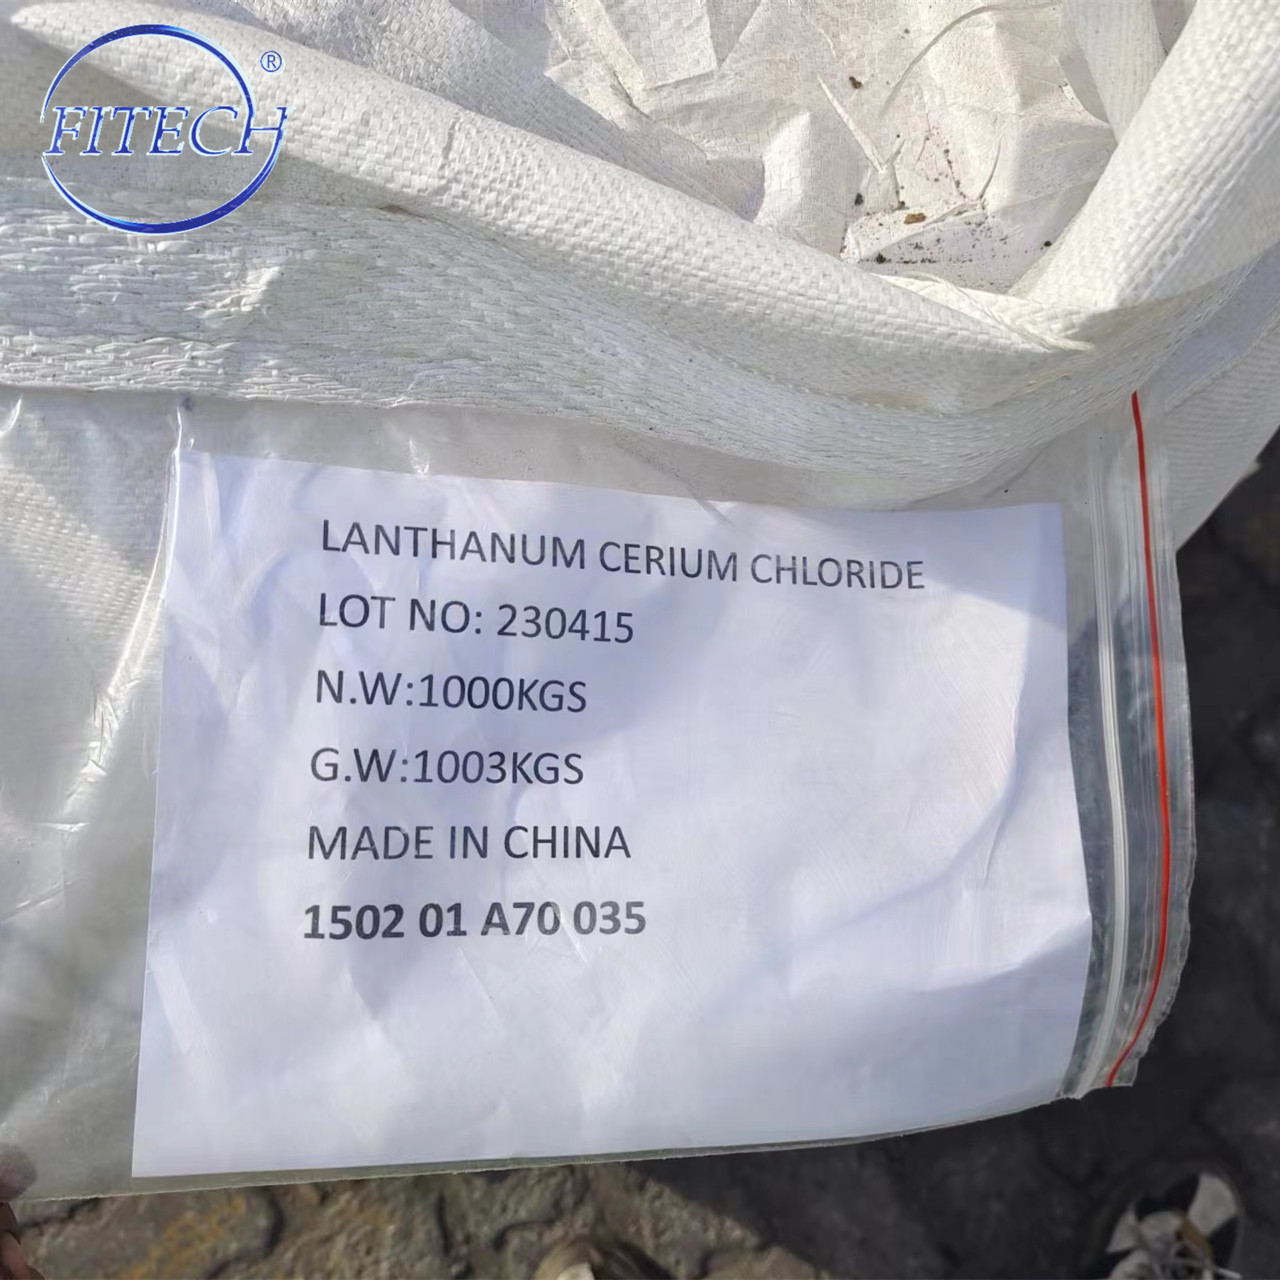 FITECH ®
LANTHANUM CERIUM CHLORIDE
LOT NO: 230415
N.W:1000KGS
G.W:1003KGS
MADE IN CHINA
1502 01 A70 035